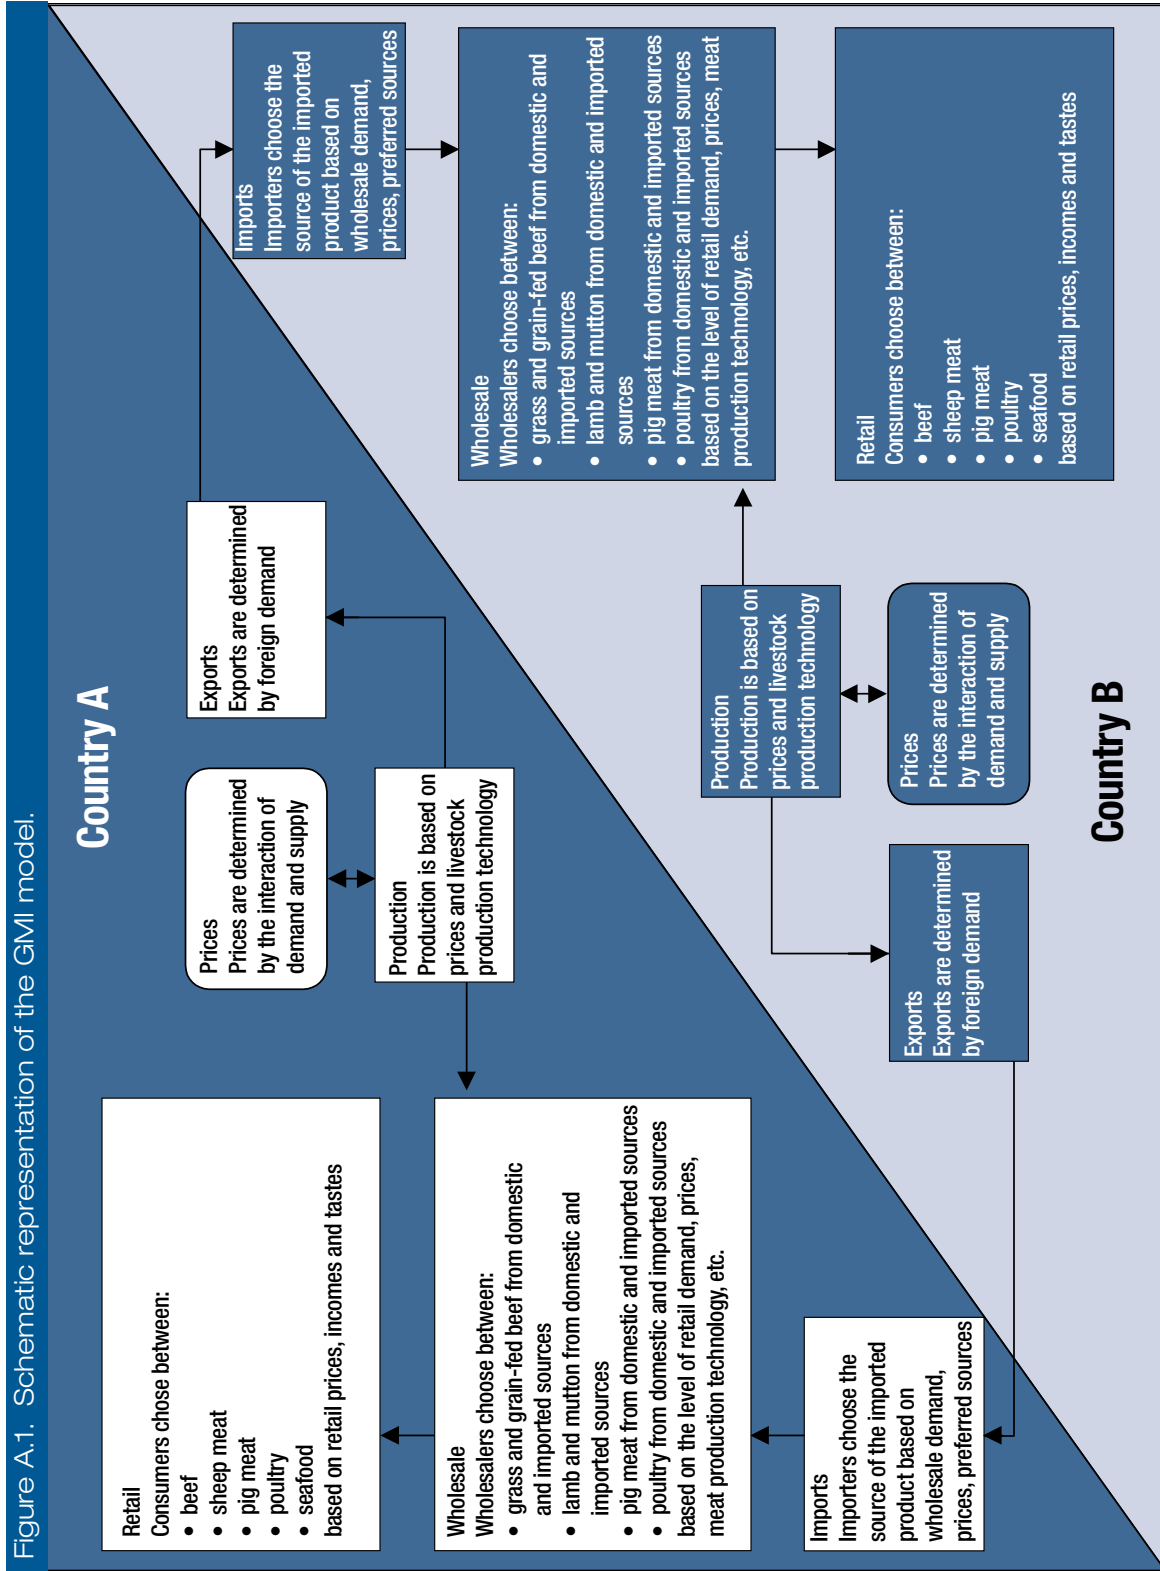 Figure A.1. Schematic representation of the GMI model.
Country A
Retail
Consumers chose between:
• beef
• sheep meat
• pig meat
• poultry
• seafood
based on retail prices, incomes and tastes
Wholesale
Wholesalers choose between:
• grass and grain-fed beef from domestic
and imported sources
• lamb and mutton from domestic and
imported sources
• pig meat from domestic and imported sources
• poultry from domestic and imported sources
based on the level of retail demand, prices,
meat production technology, etc.
Imports
Importers choose the
source of the imported
product based on
wholesale demand,
prices, preferred sources
Prices
Prices are determined
by the interaction of
demand and supply
Production
Production is based on
prices and livestock
production technology
Exports
Exports are determined
by foreign demand
Imports
Importers choose the
source of the imported
product based on
wholesale demand,
prices, preferred sources
Wholesale
Wholesalers choose between:
• grass and grain-fed beef from domestic and
imported sources
• lamb and mutton from domestic and imported
sources
• pig meat from domestic and imported sources
• poultry from domestic and imported sources
based on the level of retail demand, prices, meat
production technology, etc.
Retail
Consumers choose between:
• beef
• sheep meat
• pig meat
• poultry
• seafood
based on retail prices, incomes and tastes
Production
Production is based on
prices and livestock
production technology
Prices
Prices are determined
by the interaction of
demand and supply
Exports
Exports are determined
by foreign demand
Country B